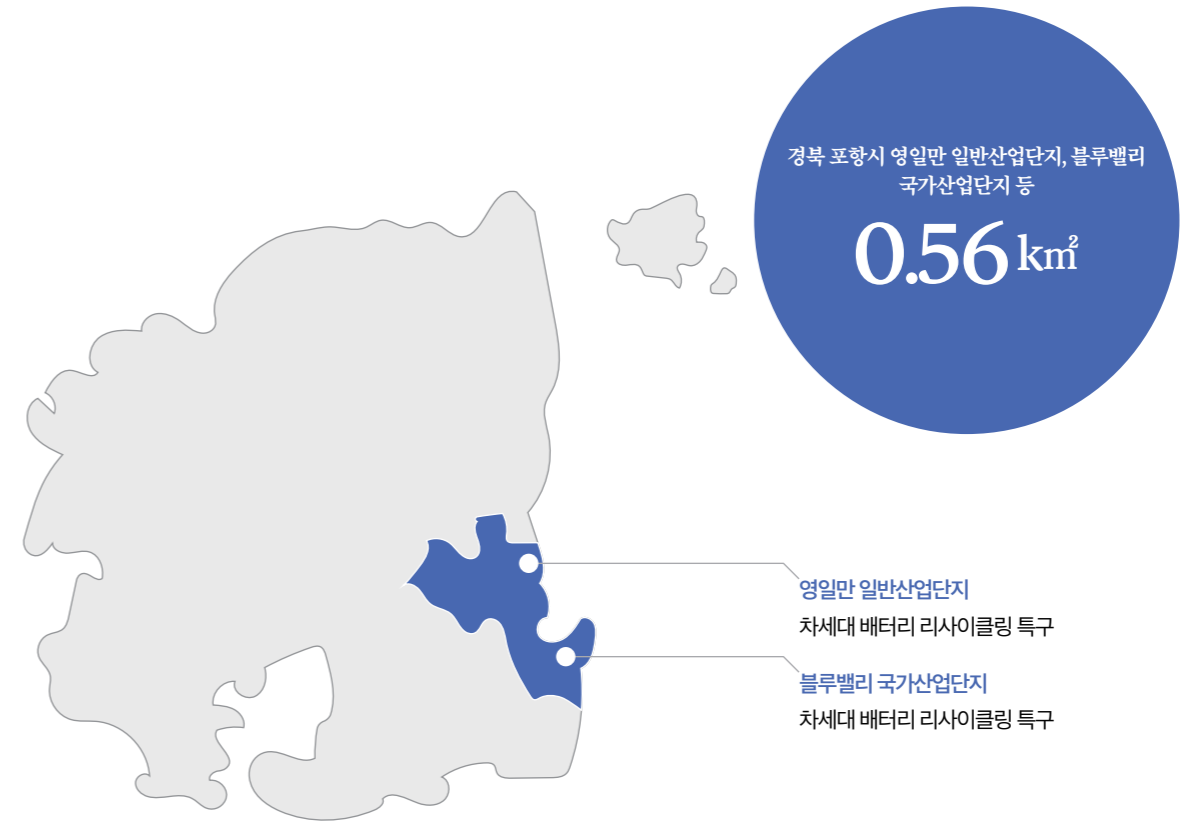 경북 포항시 영일만 일반산업단지, 블루밸리
국가산업단지 등
0.56 ㎢
영일만 일반산업단지
차세대 배터리 리사이클링 특구
블루밸리 국가산업단지
차세대 배터리 리사이클링 특구